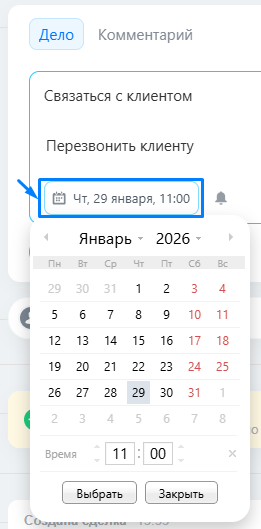 Дело Комментарий
Связаться с клиентом
Перезвонить клиенту
Чт, 29 января, 11:00
Январь 2026
Пн Вт Ср Чт Пт Сб Вс
29 30 31 1 2 3 4
5 6 7 8 9 10 11
12 13 14 15 16 17 18
19 20 21 22 23 24 25
26 27 28 29 30 31 1
2 3 4 5 6 7 8
Время 11 : 00
Выбрать Закрыть
Создана сделка